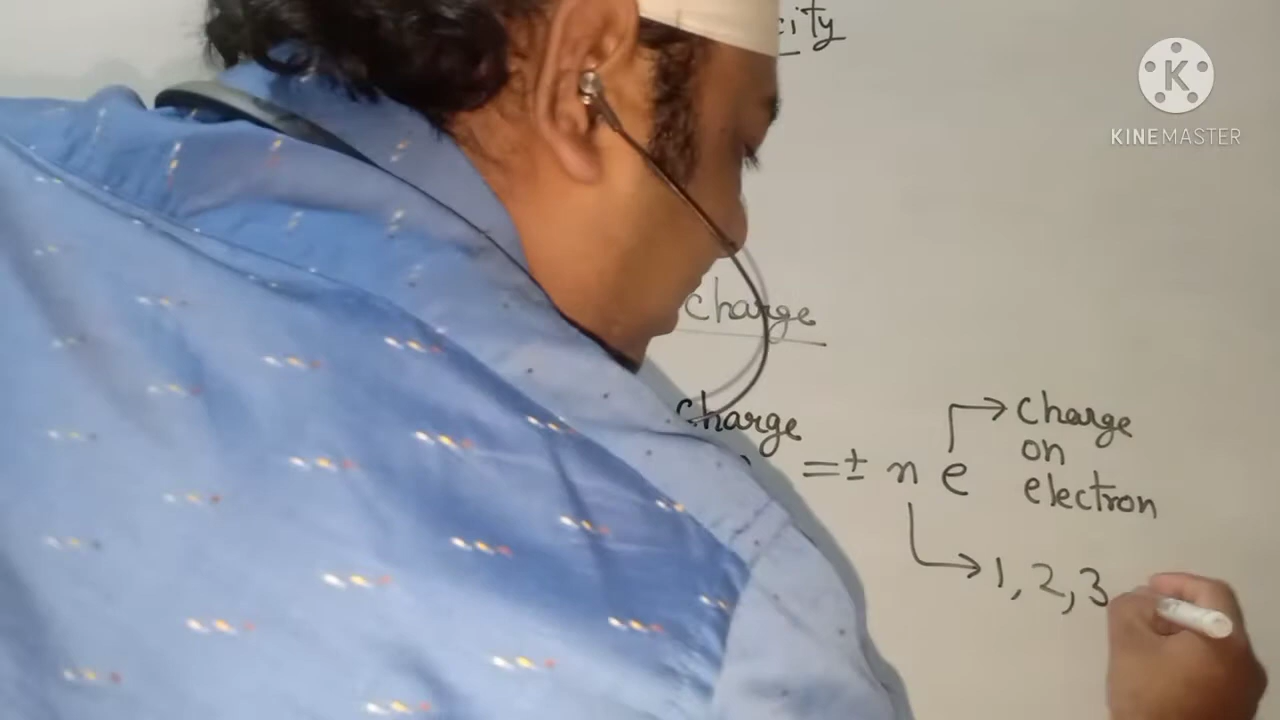 city
K
KINEMASTER
charge
charge
= ± n e → charge
on
electron
→ 1, 2, 3